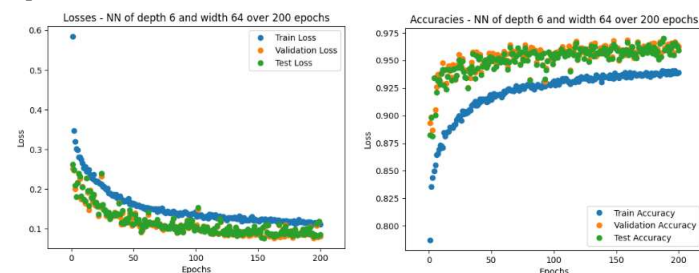 Losses - NN of depth 6 and width 64 over 200 epochs
0.6
0.5
0.4
0.3
0.2
0.1
Loss
Train Loss
Validation Loss
Test Loss
0
50
100
150
200
Epochs
Accuracies - NN of depth 6 and width 64 over 200 epochs
0.975
0.950
0.925
0.900
0.875
0.850
0.825
0.800
Loss
Train Accuracy
Validation Accuracy
Test Accuracy
0
50
100
150
200
Epochs